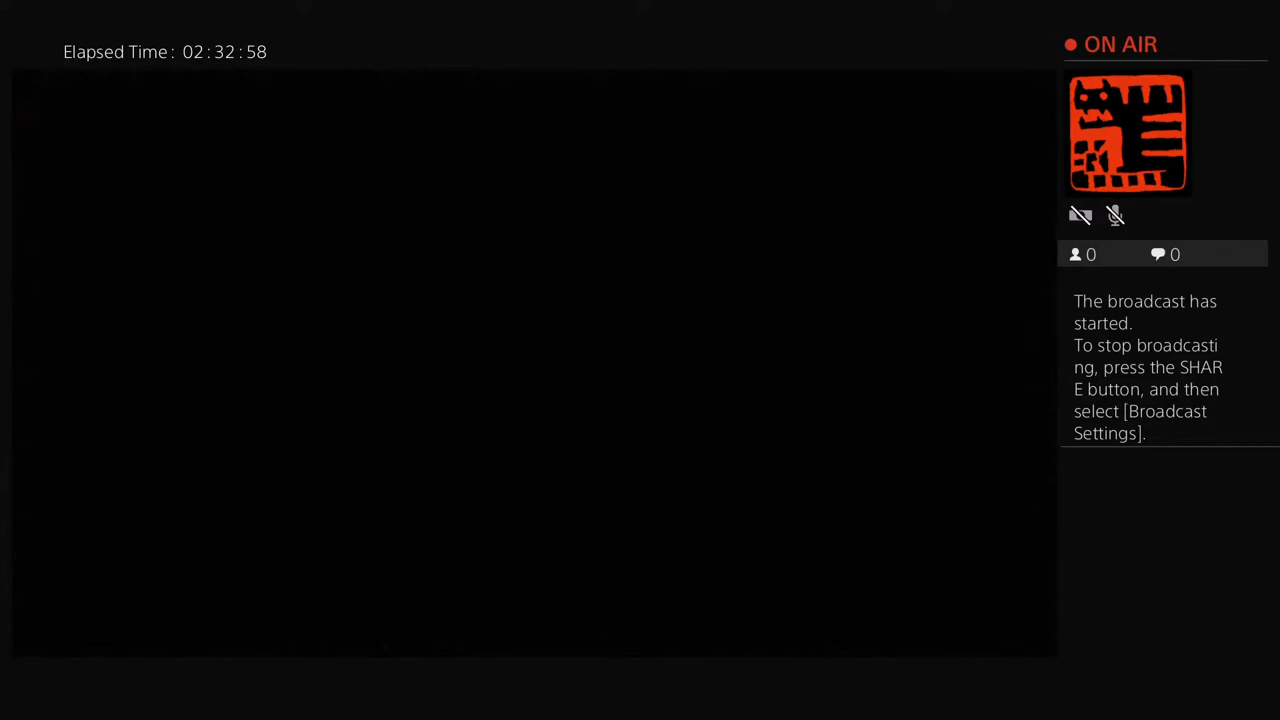 Elapsed Time: 02:32:58
ON AIR
0 0
The broadcast has
started.
To stop broadcasti
ng, press the SHAR
E button, and then
select [Broadcast
Settings].